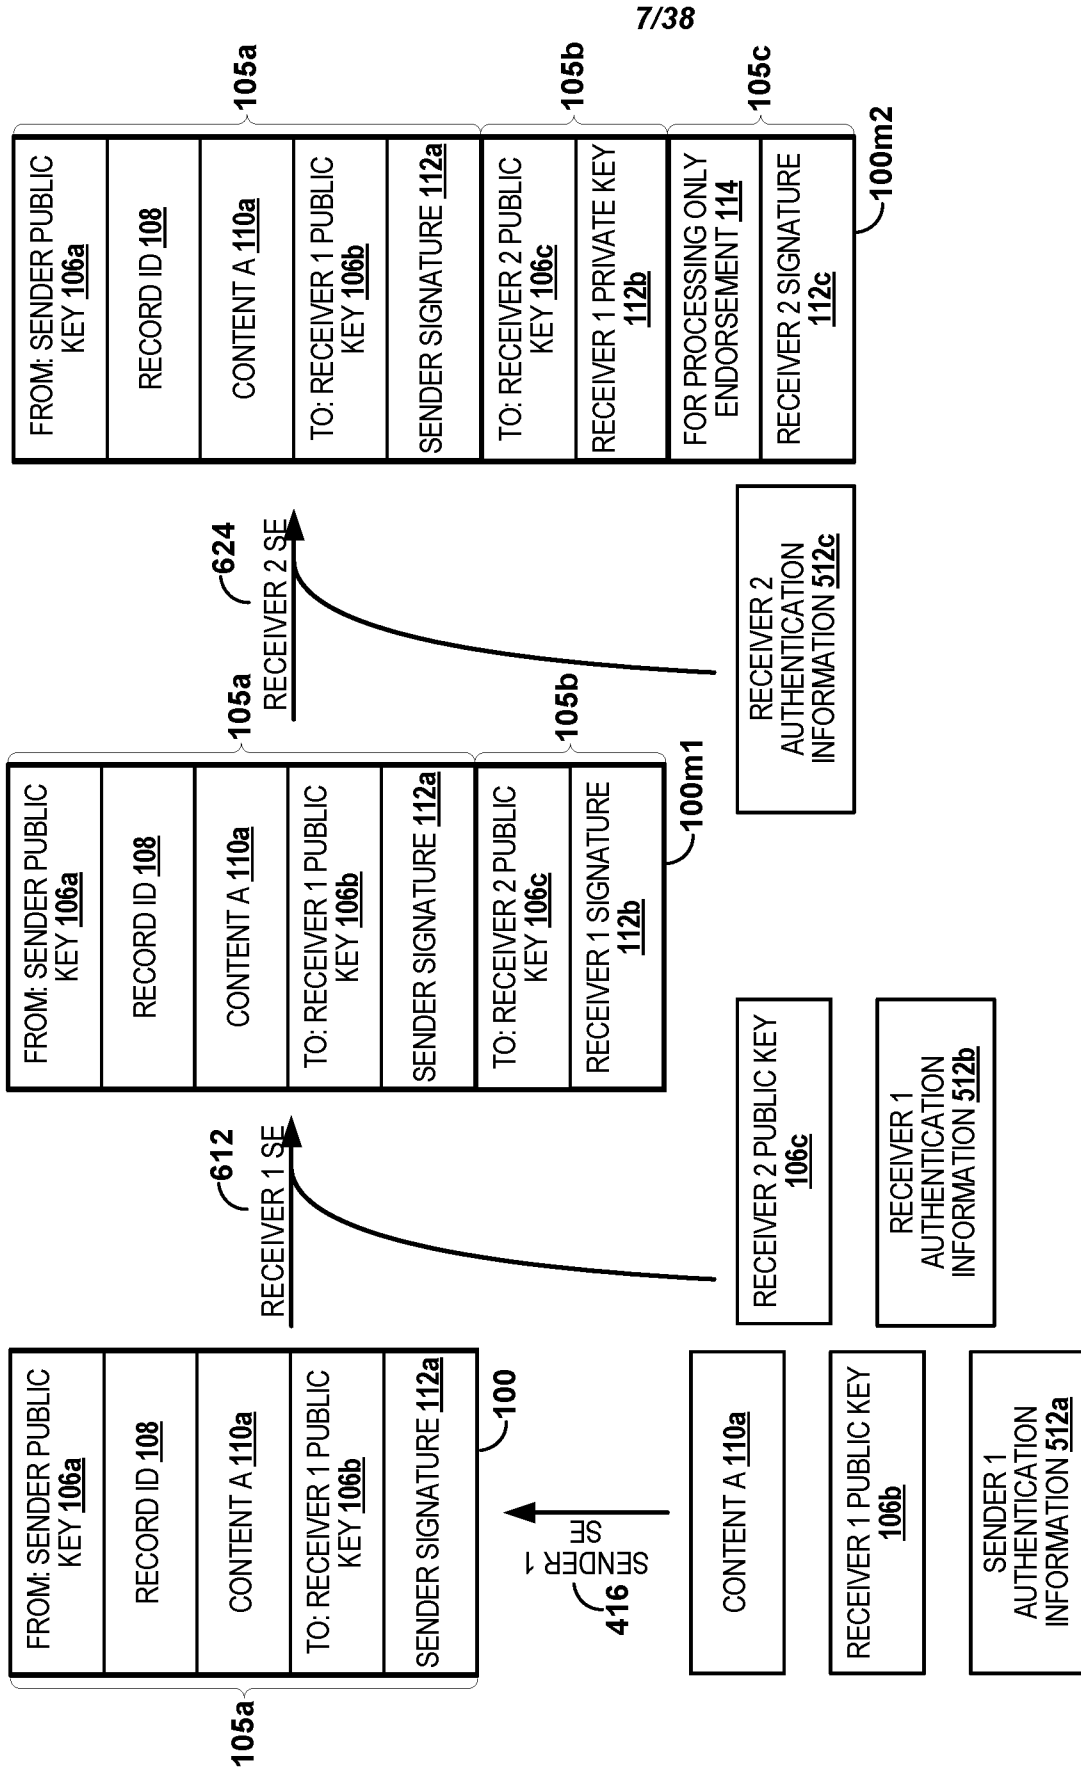 7/38
105a
FROM: SENDER PUBLIC
KEY 106a
RECORD ID 108
CONTENT A 110a
TO: RECEIVER 1 PUBLIC
KEY 106b
SENDER SIGNATURE 112a
100
SENDER 1
SE
416
CONTENT A 110a
RECEIVER 1 PUBLIC KEY
106b
SENDER 1
AUTHENTICATION
INFORMATION 512a
612
RECEIVER 1 SE
RECEIVER 2 PUBLIC KEY
106c
RECEIVER 1
AUTHENTICATION
INFORMATION 512b
FROM: SENDER PUBLIC
KEY 106a
RECORD ID 108
CONTENT A 110a
TO: RECEIVER 1 PUBLIC
KEY 106b
SENDER SIGNATURE 112a
TO: RECEIVER 2 PUBLIC
KEY 106c
RECEIVER 1 SIGNATURE
112b
105a
105b
100m1
624
RECEIVER 2 SE
RECEIVER 2
AUTHENTICATION
INFORMATION 512c
FROM: SENDER PUBLIC
KEY 106a
RECORD ID 108
CONTENT A 110a
TO: RECEIVER 1 PUBLIC
KEY 106b
SENDER SIGNATURE 112a
TO: RECEIVER 2 PUBLIC
KEY 106c
RECEIVER 1 PRIVATE KEY
112b
FOR PROCESSING ONLY
ENDORSEMENT 114
RECEIVER 2 SIGNATURE
112c
105a
105b
105c
100m2